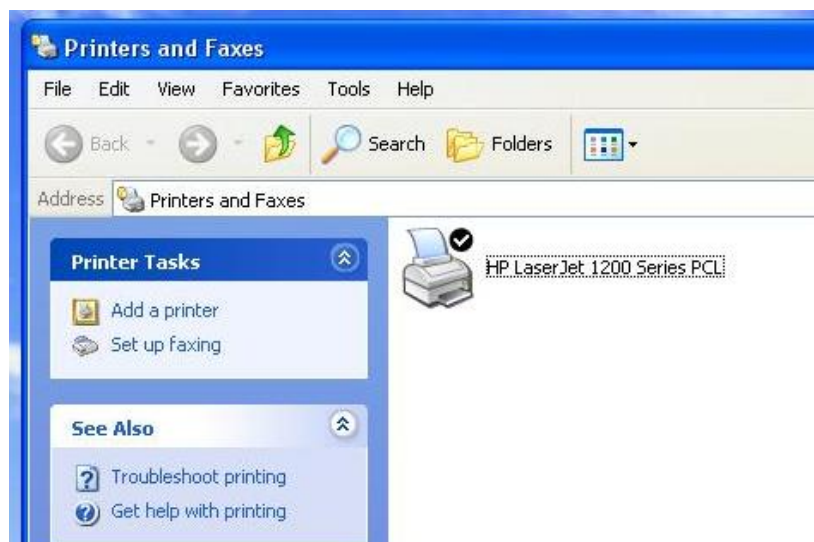 Printers and Faxes
File Edit View Favorites Tools Help
Back Search Folders
Address Printers and Faxes
Printer Tasks
Add a printer
Set up faxing
See Also
Troubleshoot printing
Get help with printing
HP LaserJet 1200 Series PCL